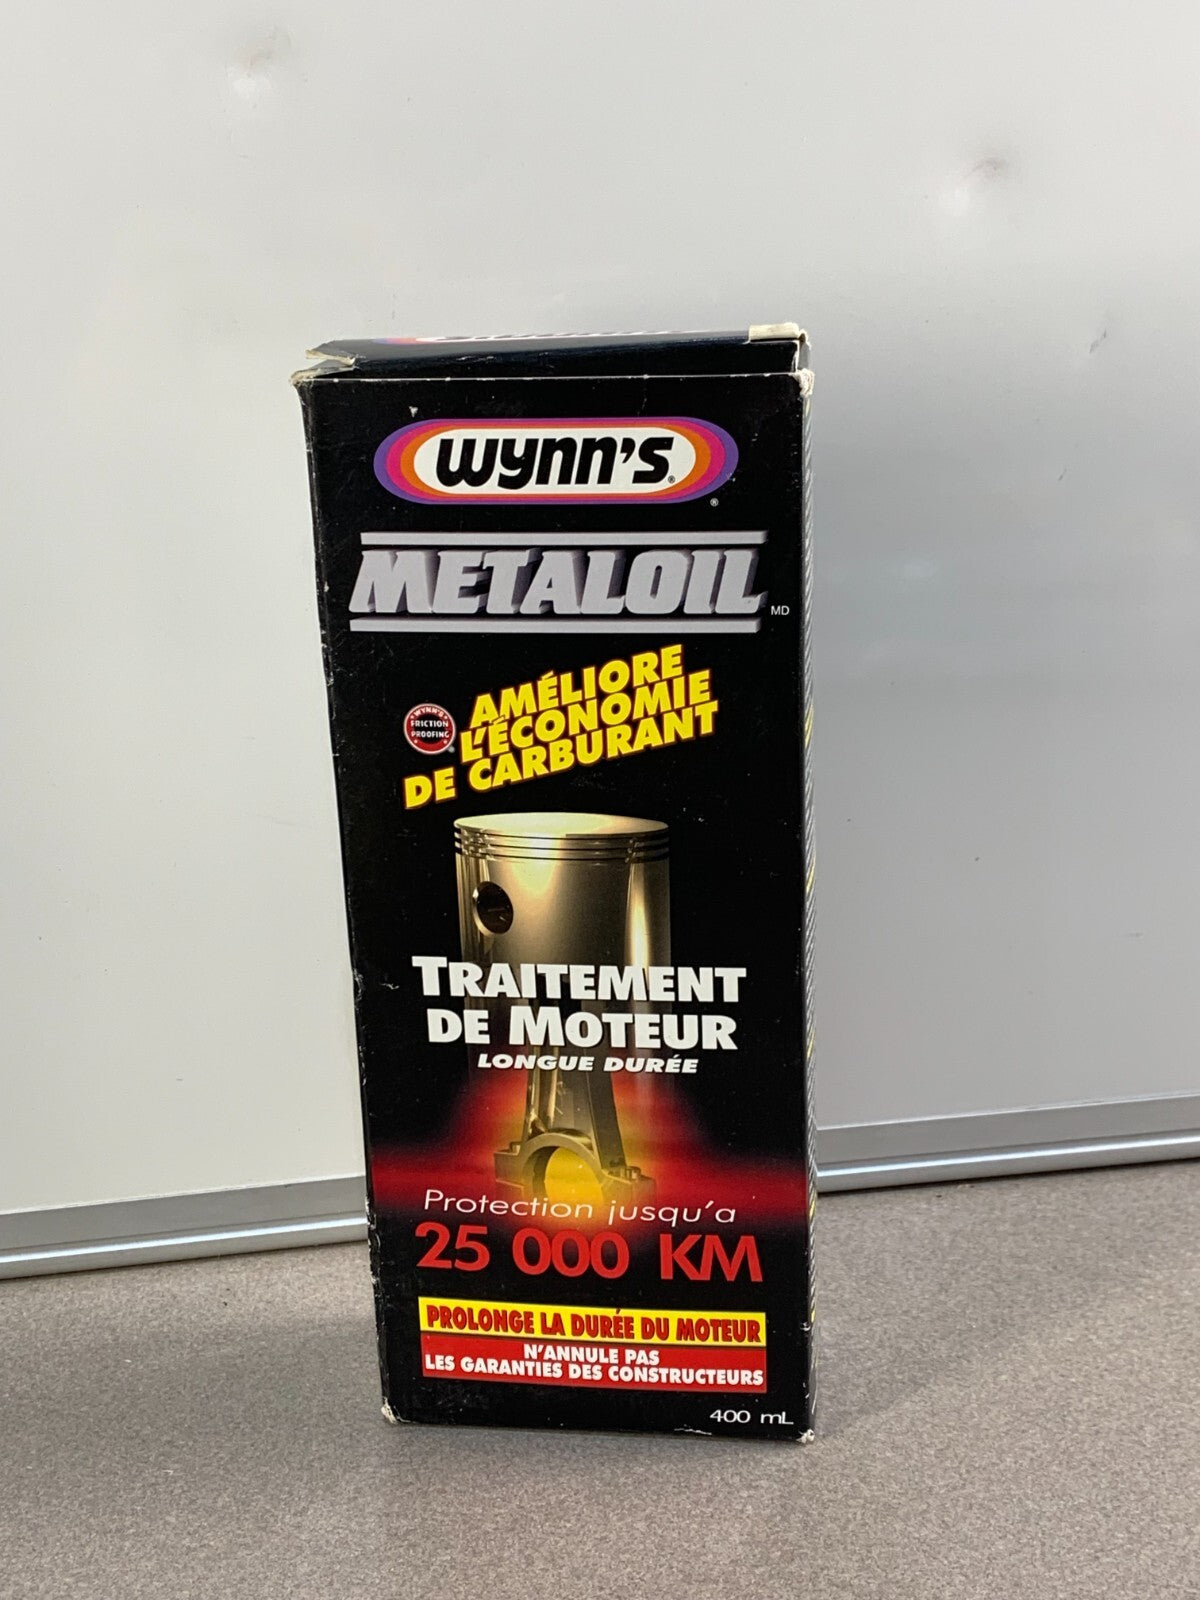 Wynn's®
®
METALOIL MD
WYNN'S
FRICTION
PROOFING
®
AMÉLIORE
L'ÉCONOMIE
DE CARBURANT
TRAITEMENT
DE MOTEUR
LONGUE DURÉE
Protection jusqu'a
25 000 KM
PROLONGE LA DURÉE DU MOTEUR
N'ANNULE PAS
LES GARANTIES DES CONSTRUCTEURS
400 mL